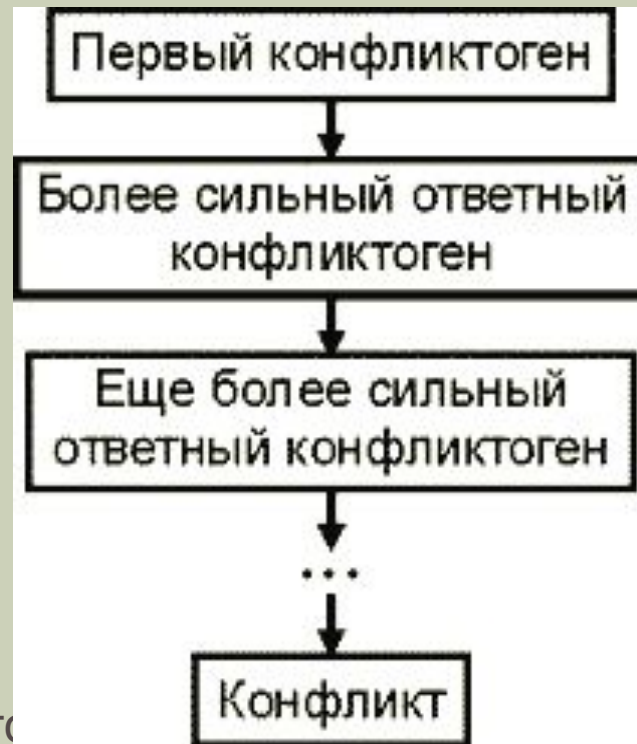 Первый конфликтоген
Более сильный ответный
конфликтоген
Еще более сильный
ответный конфликтоген
...
Конфликт